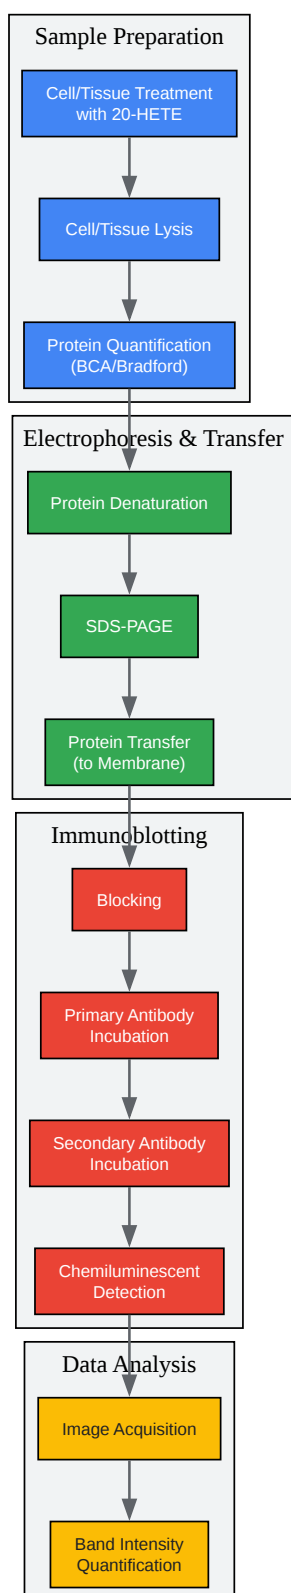 Sample Preparation
Cell/Tissue Treatment
with 20-HETE
Cell/Tissue Lysis
Protein Quantification
(BCA/Bradford)
Electrophoresis & Transfer
Protein Denaturation
SDS-PAGE
Protein Transfer
(to Membrane)
Immunoblotting
Blocking
Primary Antibody
Incubation
Secondary Antibody
Incubation
Chemiluminescent
Detection
Data Analysis
Image Acquisition
Band Intensity
Quantification